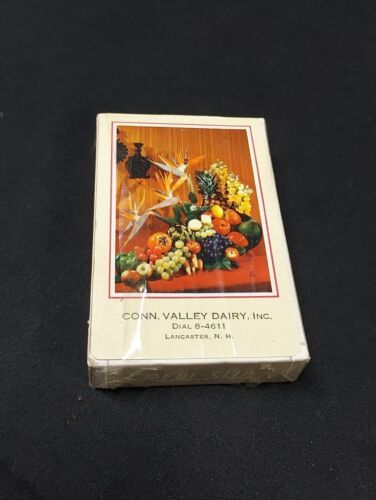 CONN. VALLEY DAIRY, INC.
DIAL 8-4611
LANCASTER, N. H.